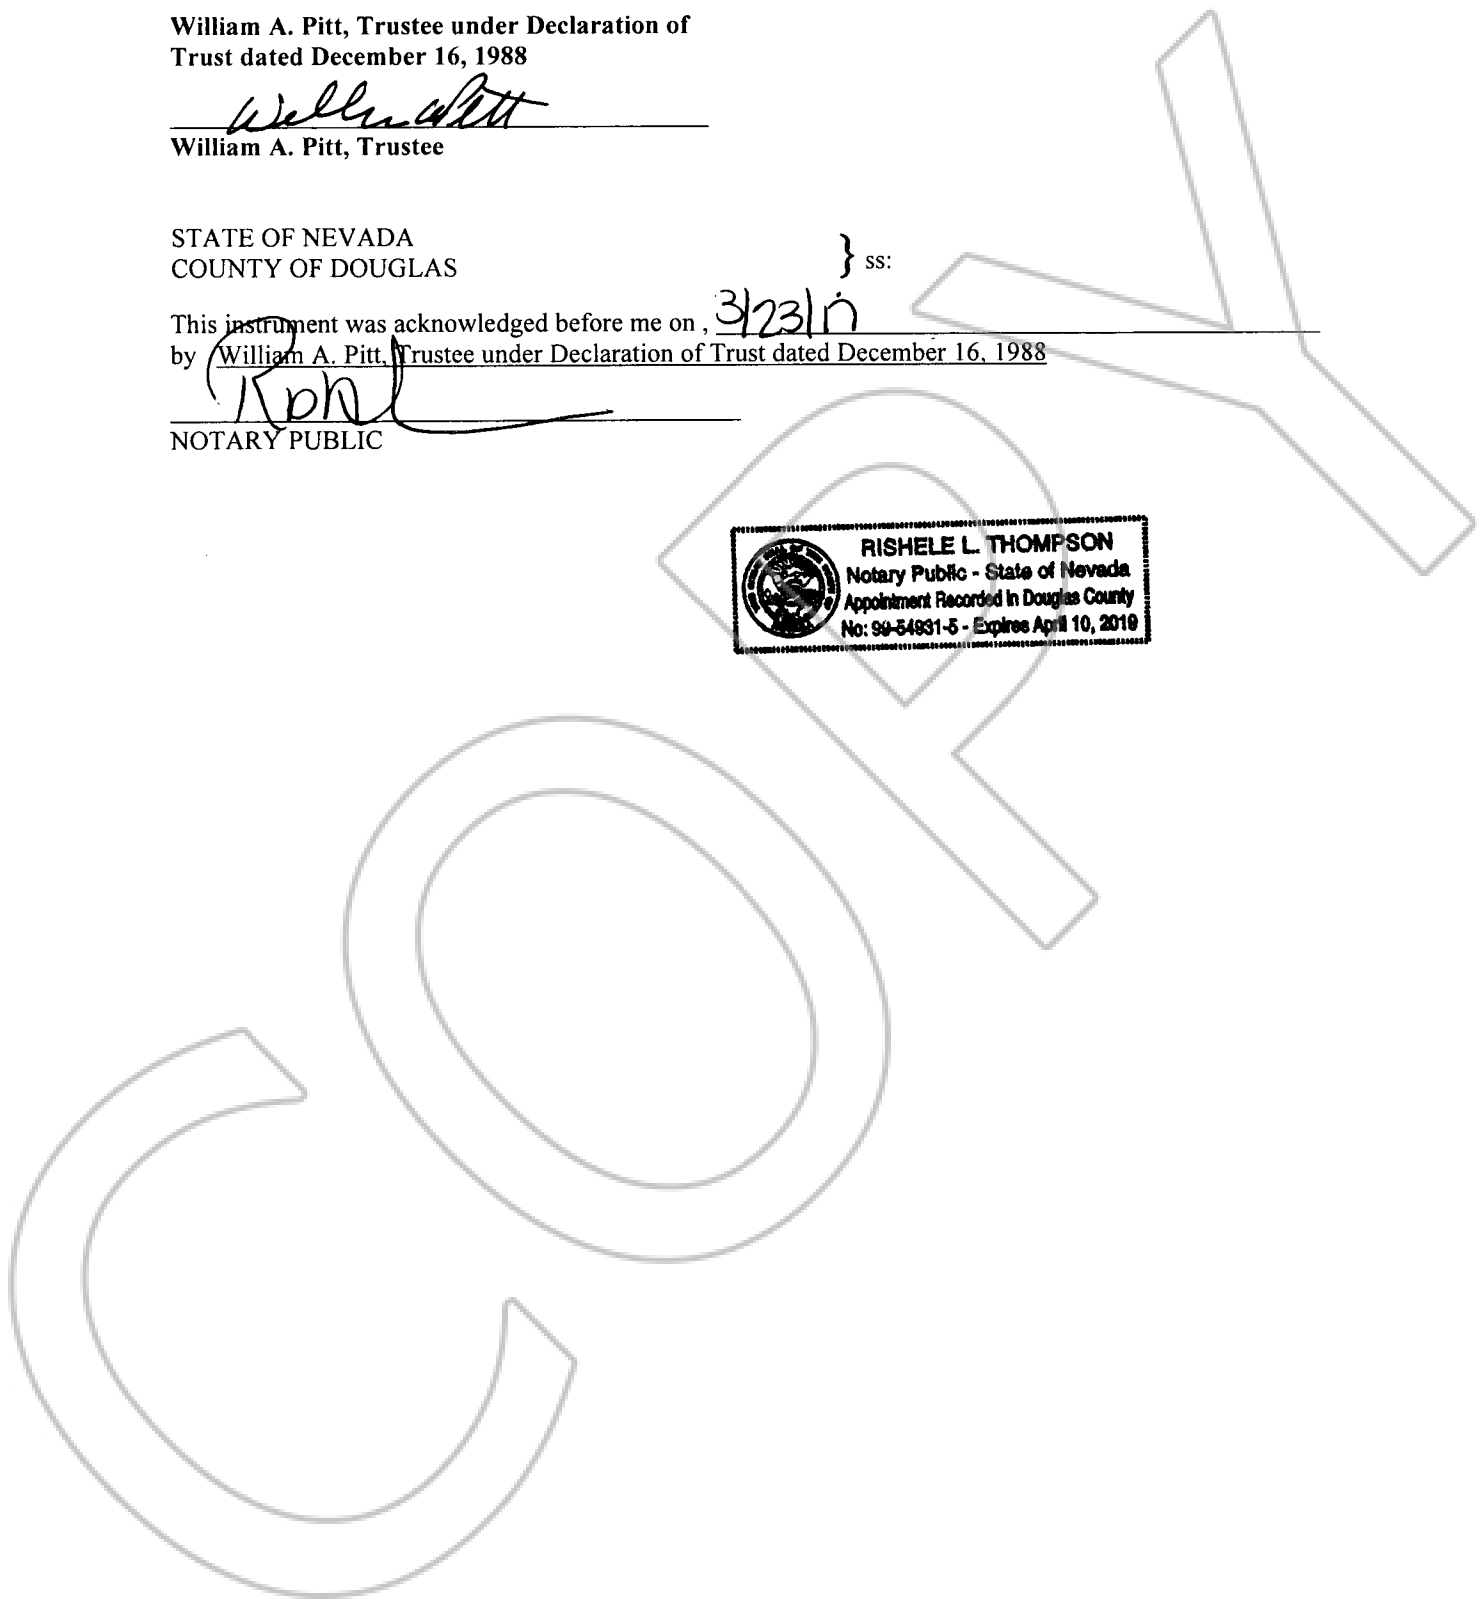 William A. Pitt, Trustee under Declaration of
Trust dated December 16, 1988
William A. Pitt, Trustee
STATE OF NEVADA
COUNTY OF DOUGLAS
} ss:
This instrument was acknowledged before me on , 3/23/17
by William A. Pitt, Trustee under Declaration of Trust dated December 16, 1988
NOTARY PUBLIC
RISHELE L. THOMPSON
Notary Public - State of Nevada
Appointment Recorded in Douglas County
No: 99-54931-5 - Expires April 10, 2019
COPY